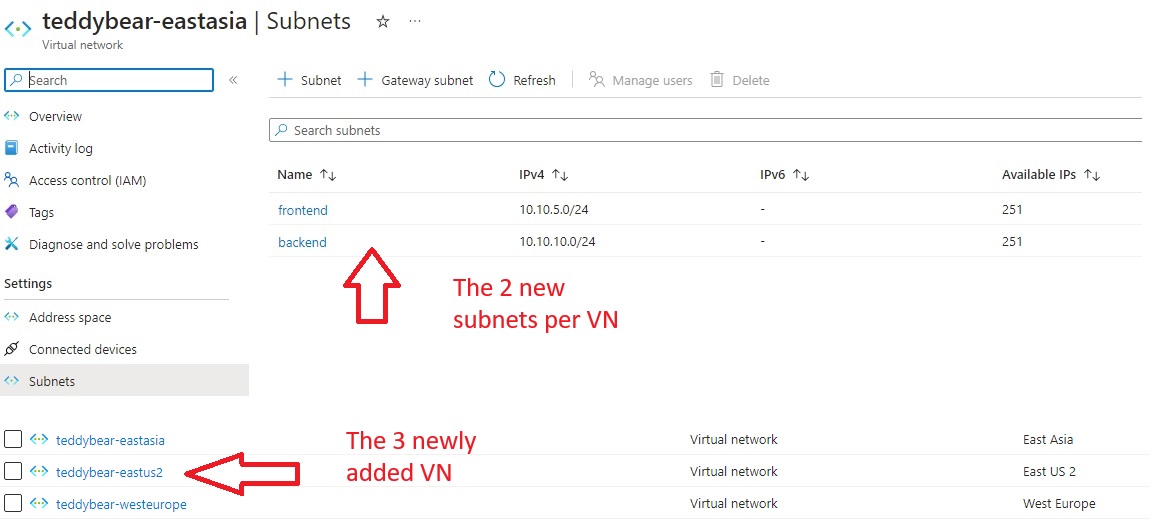 teddybear-eastasia | Subnets ☆ ···
Virtual network
Search «
+ Subnet + Gateway subnet Refresh Manage users Delete
Overview
Search subnets
Activity log
Name ↑↓ IPv4 ↑↓ IPv6 ↑↓ Available IPs ↑↓
Access control (IAM)
frontend 10.10.5.0/24 - 251
Tags
backend 10.10.10.0/24 - 251
Diagnose and solve problems
Settings
The 2 new
subnets per VN
Address space
Connected devices
Subnets
teddybear-eastasia Virtual network East Asia
The 3 newly
added VN
teddybear-eastus2 Virtual network East US 2
teddybear-westeurope Virtual network West Europe